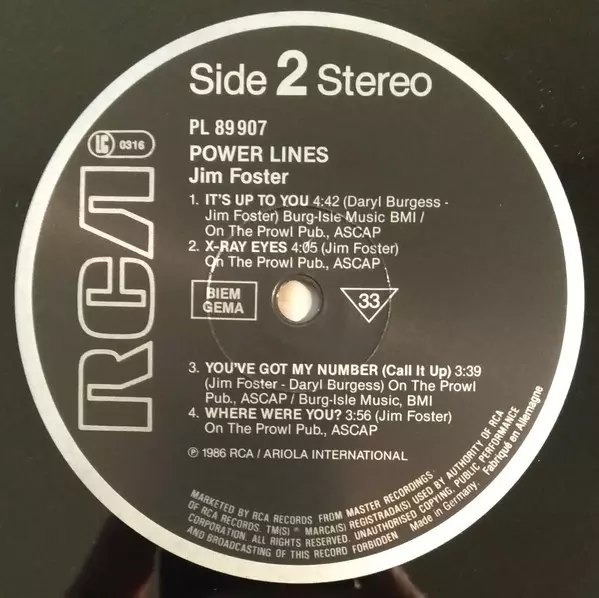 Side 2 Stereo
PL 89907
LC 0316
POWER LINES
Jim Foster
RCA
1. IT'S UP TO YOU 4:42 (Daryl Burgess -
Jim Foster) Burg-Isle Music BMI /
On The Prowl Pub., ASCAP
2. X-RAY EYES 4:05 (Jim Foster)
On The Prowl Pub., ASCAP
BIEM
GEMA
33
3. YOU'VE GOT MY NUMBER (Call It Up) 3:39
(Jim Foster - Daryl Burgess) On The Prowl
Pub., ASCAP / Burg-Isle Music, BMI
4. WHERE WERE YOU? 3:56 (Jim Foster)
On The Prowl Pub., ASCAP
℗ 1986 RCA / ARIOLA INTERNATIONAL
MARKETED BY RCA RECORDS FROM MASTER RECORDINGS USED BY AUTHORITY OF RCA
OF RCA RECORDS. TM(S) ® MARCA(S) REGISTRADA(S) UNAUTHORISED COPYING, PUBLIC PERFORMANCE
CORPORATION. ALL RIGHTS RESERVED. Made in Germany. Fabriqué en Allemagne
AND BROADCASTING OF THIS RECORD FORBIDDEN